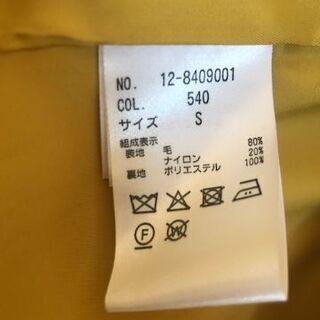 NO. 12-8409001
COL. 540
サイズ S
組成表示
表地 毛 80%
ナイロン 20%
裏地 ポリエステル 100%